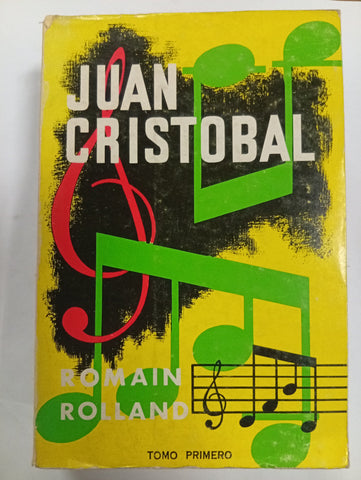 JUAN
CRISTOBAL
ROMAIN
ROLLAND
TOMO PRIMERO